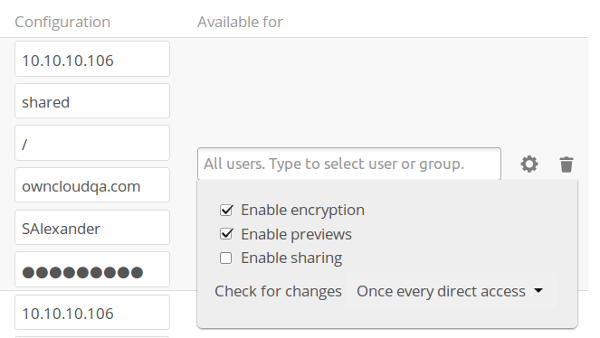 Configuration Available for
10.10.10.106
shared
/
All users. Type to select user or group.
owncloudqa.com
Enable encryption
SAlexander
Enable previews
Enable sharing
●●●●●●●●●
Check for changes Once every direct access
10.10.10.106